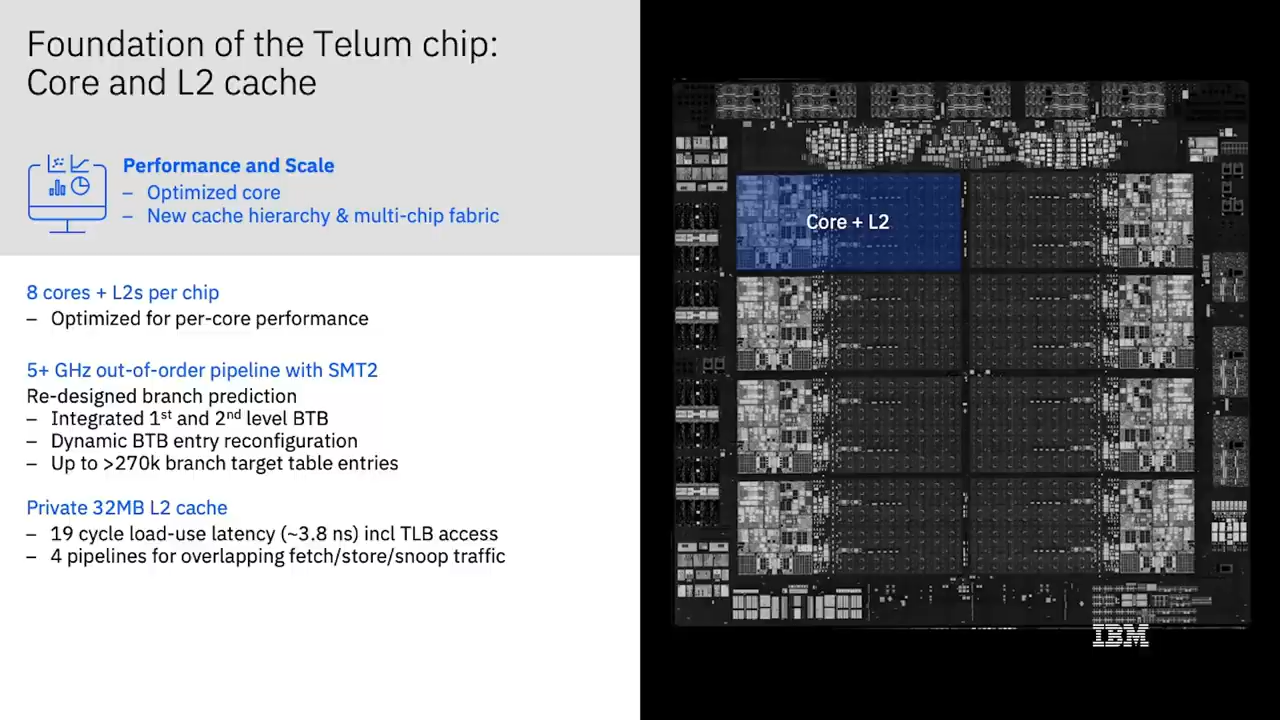 Foundation of the Telum chip:
Core and L2 cache
Performance and Scale
– Optimized core
– New cache hierarchy & multi-chip fabric
8 cores + L2s per chip
– Optimized for per-core performance
5+ GHz out-of-order pipeline with SMT2
Re-designed branch prediction
– Integrated 1st and 2nd level BTB
– Dynamic BTB entry reconfiguration
– Up to >270k branch target table entries
Private 32MB L2 cache
– 19 cycle load-use latency (~3.8 ns) incl TLB access
– 4 pipelines for overlapping fetch/store/snoop traffic
Core + L2
IBM